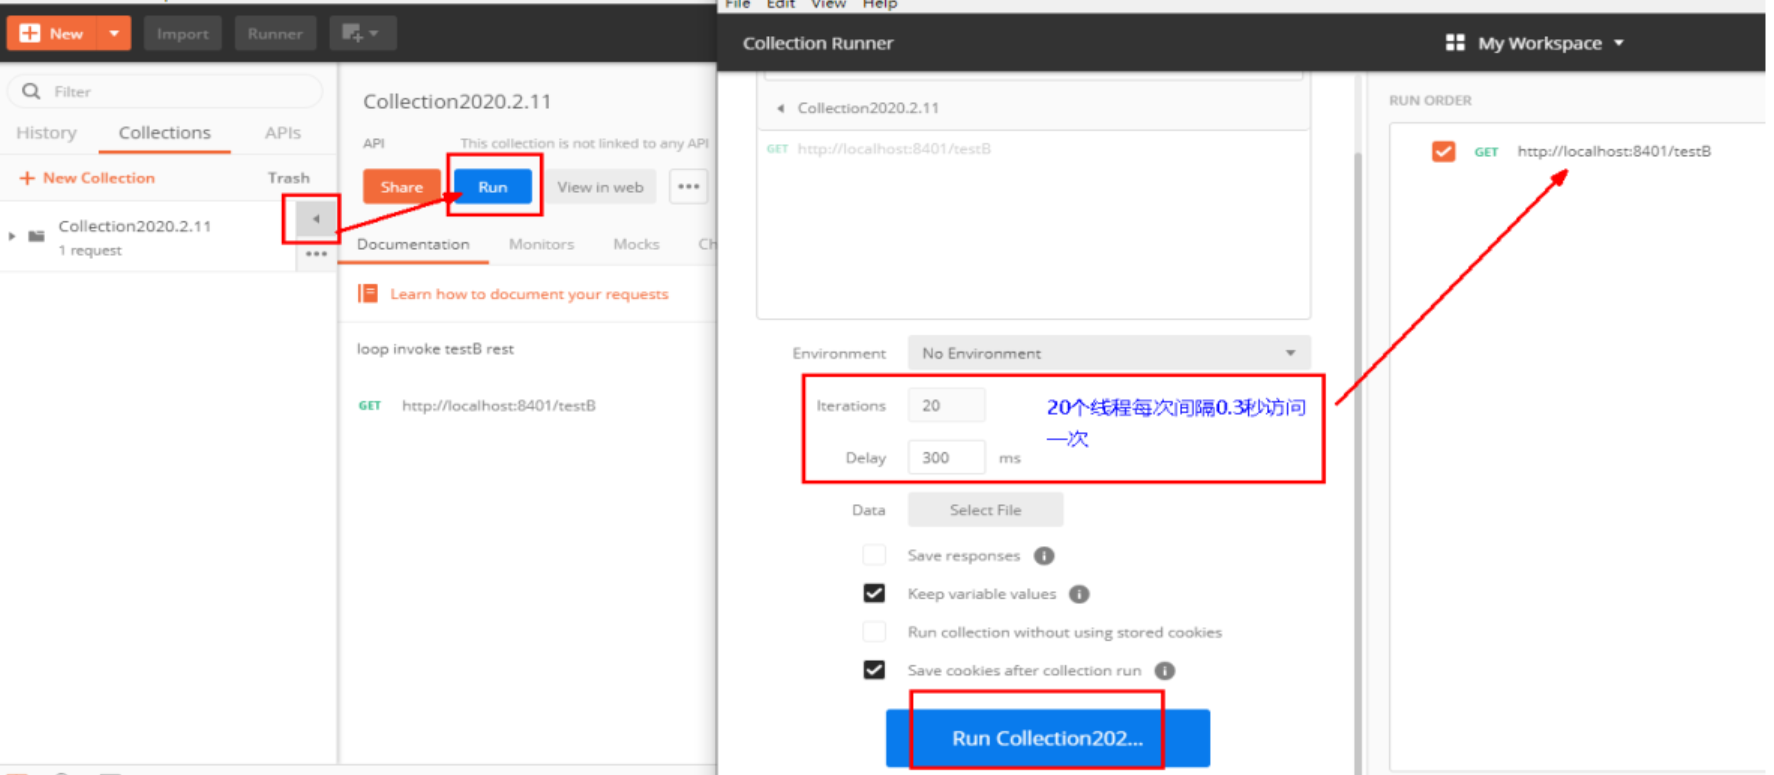 New
Import
Runner
Filter
History
Collections
APIs
+ New Collection
Trash
Collection2020.2.11
1 request
Collection2020.2.11
API
This collection is not linked to any API
Share
Run
View in web
Documentation
Monitors
Mocks
Ch
Learn how to document your requests
loop invoke testB rest
GET http://localhost:8401/testB
File Edit View Help
Collection Runner
My Workspace
Collection2020.2.11
GET http://localhost:8401/testB
Environment No Environment
Iterations 20
20个线程每次间隔0.3秒访问
一次
Delay 300 ms
Data Select File
Save responses
Keep variable values
Run collection without using stored cookies
Save cookies after collection run
Run Collection202...
RUN ORDER
GET http://localhost:8401/testB